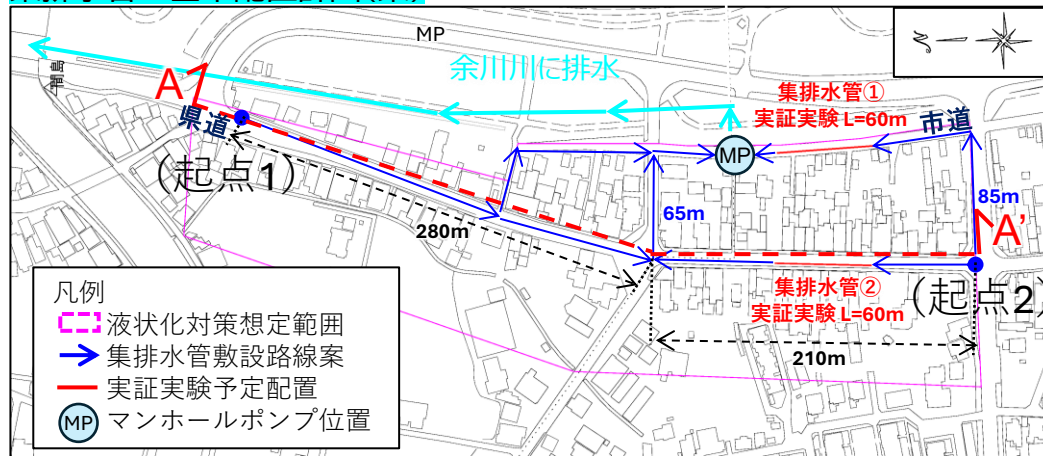 MP
余川川に排水
間島
A
県道
(起点1)
集排水管①
実証実験 L=60m
市道
MP
85m
65m
280m
A'
(起点2)
集排水管②
実証実験 L=60m
210m
凡例
液状化対策想定範囲
集排水管敷設路線案
実証実験予定配置
MP マンホールポンプ位置